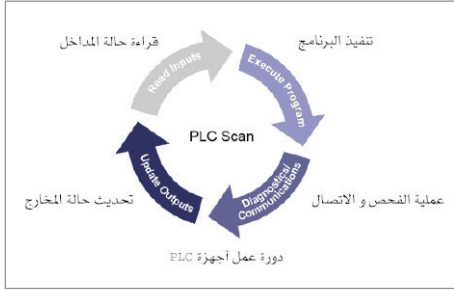 قراءة حالة المداخل
تنفيذ البرنامج
Read Inputs
Execute Program
PLC Scan
Update Outputs
Diagnostics/
Communications
تحديث حالة المخارج
عملية الفحص و الاتصال
دورة عمل أجهزة PLC